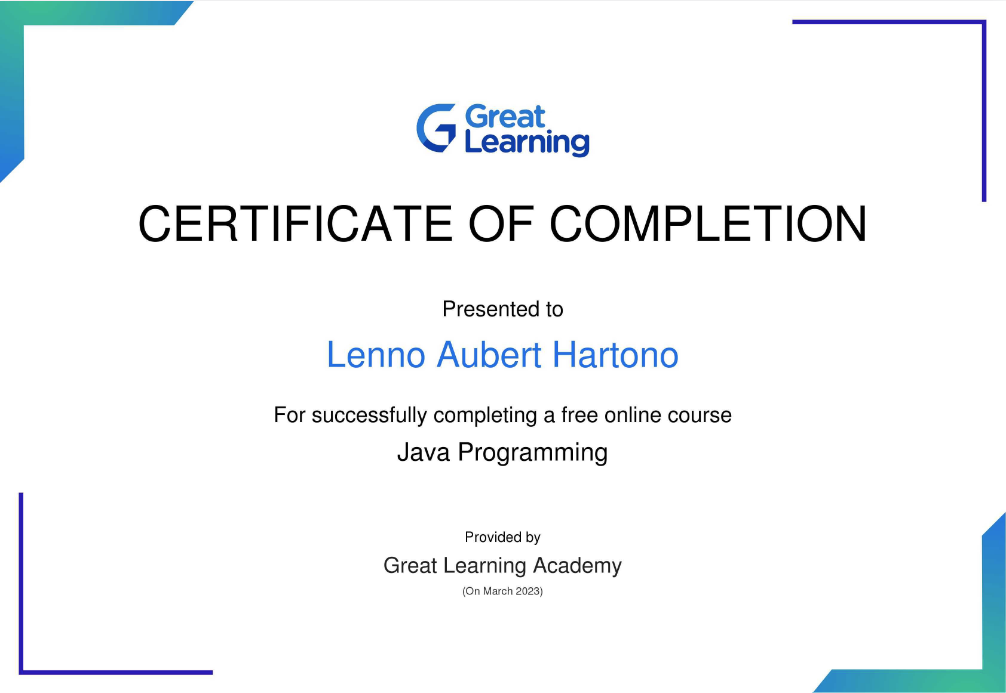 Great
Learning
CERTIFICATE OF COMPLETION
Presented to
Lenno Aubert Hartono
For successfully completing a free online course
Java Programming
Provided by
Great Learning Academy
(On March 2023)